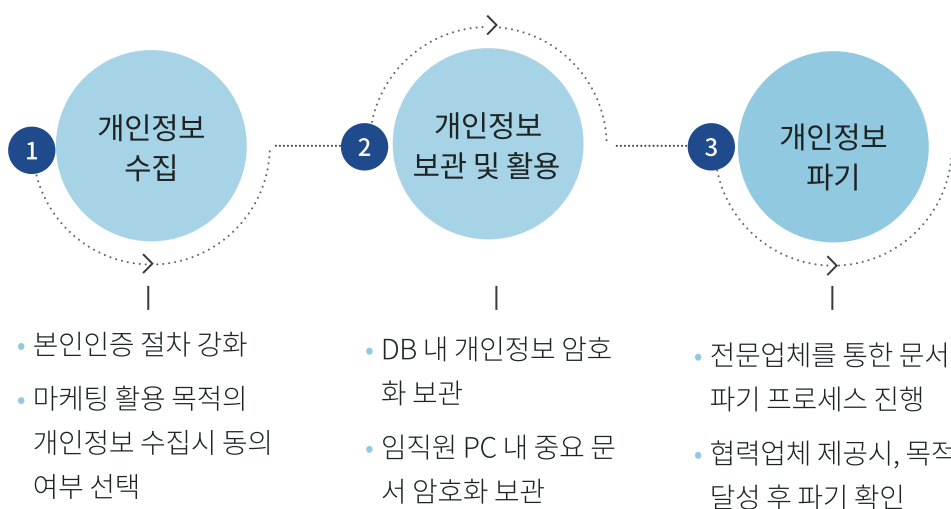 1
개인정보
수집
• 본인인증 절차 강화
• 마케팅 활용 목적의
개인정보 수집시 동의
여부 선택
2
개인정보
보관 및 활용
• DB 내 개인정보 암호
화 보관
• 임직원 PC 내 중요 문
서 암호화 보관
3
개인정보
파기
• 전문업체를 통한 문서
파기 프로세스 진행
• 협력업체 제공시, 목적
달성 후 파기 확인